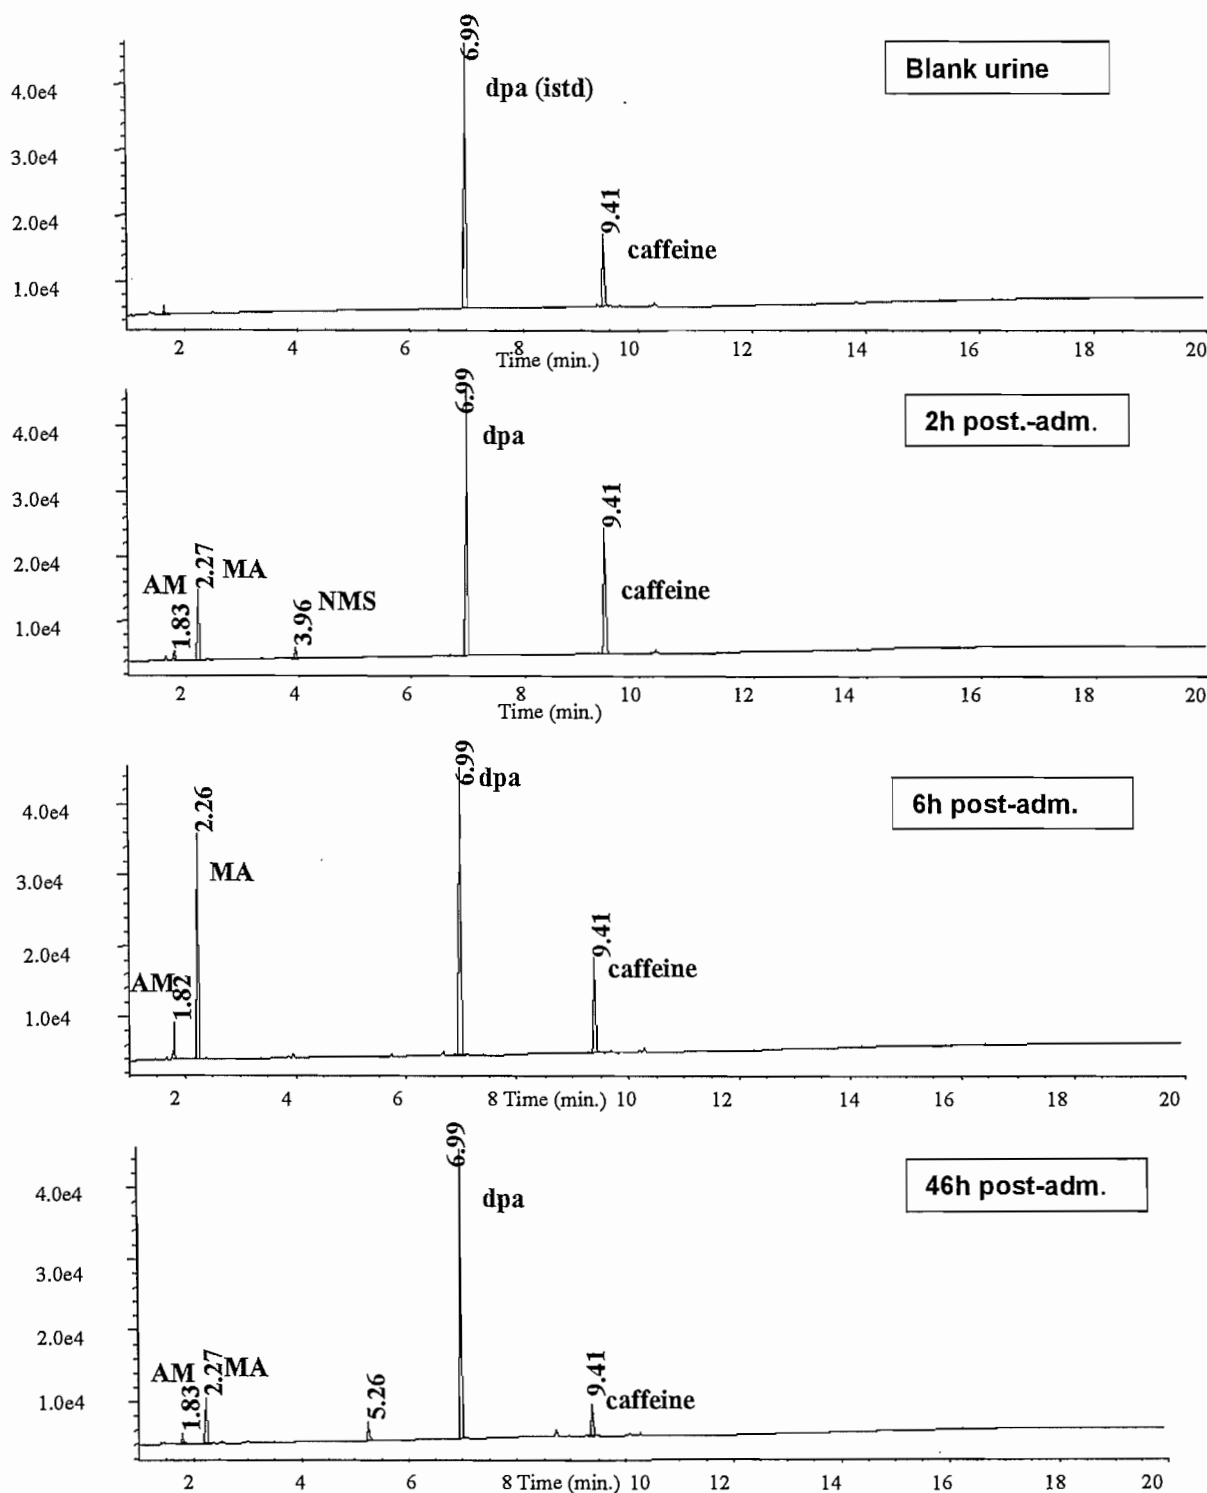 6.99
Blank urine
dpa (istd)
4.0e4
3.0e4
2.0e4
1.0e4
9.41
caffeine
2 4 6 8 10 12 14 16 18 20
Time (min.)
6.99
2h post.-adm.
dpa
4.0e4
3.0e4
2.0e4
1.0e4
9.41
caffeine
AM
1.83
2.27
MA
3.96
NMS
2 4 6 8 10 12 14 16 18 20
Time (min.)
6.99
dpa
6h post-adm.
4.0e4
3.0e4
2.0e4
1.0e4
2.26
MA
9.41
caffeine
AM
1.82
2 4 6 8 Time (min.) 10 12 14 16 18 20
6.99
46h post-adm.
dpa
4.0e4
3.0e4
2.0e4
1.0e4
AM
1.83
2.27
MA
5.26
9.41
caffeine
2 4 6 8 Time (min.) 10 12 14 16 18 20